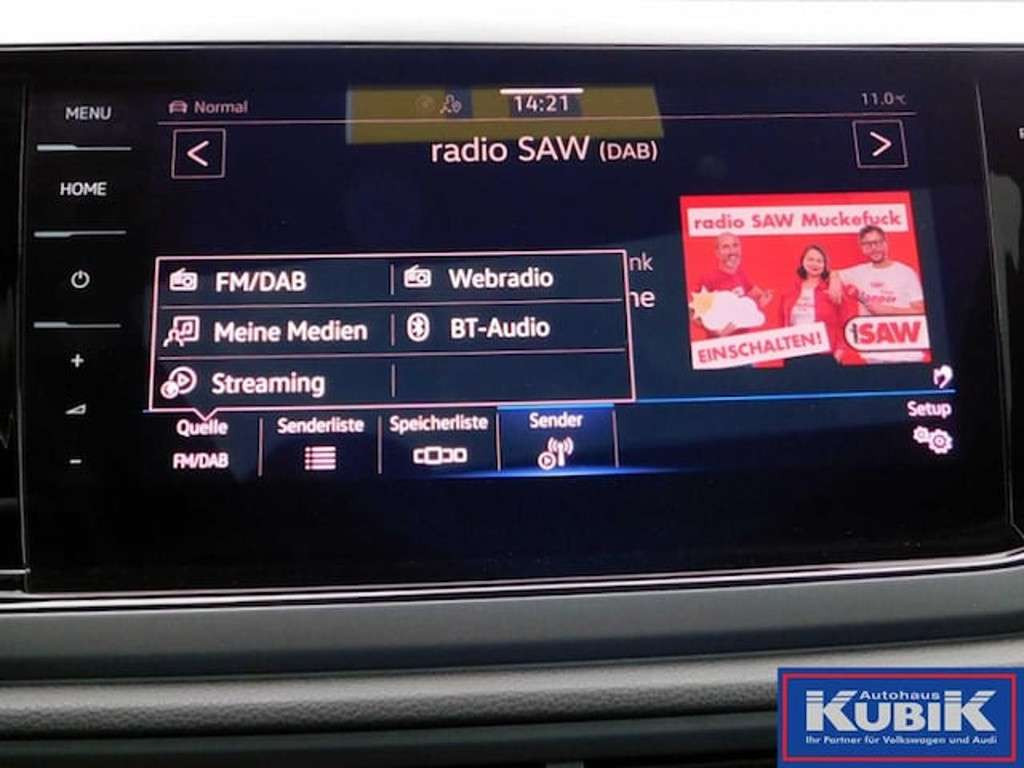 MENU
HOME
+
-
Normal
14:21
11.0°C
<
radio SAW (DAB)
>
nk
ne
FM/DAB
Webradio
Meine Medien
BT-Audio
Streaming
Quelle
FM/DAB
Senderliste
Speicherliste
Sender
Setup
radio SAW Muckefuck
EINSCHALTEN!
SAW
Autohaus
KUBIK
Ihr Partner für Volkswagen und Audi